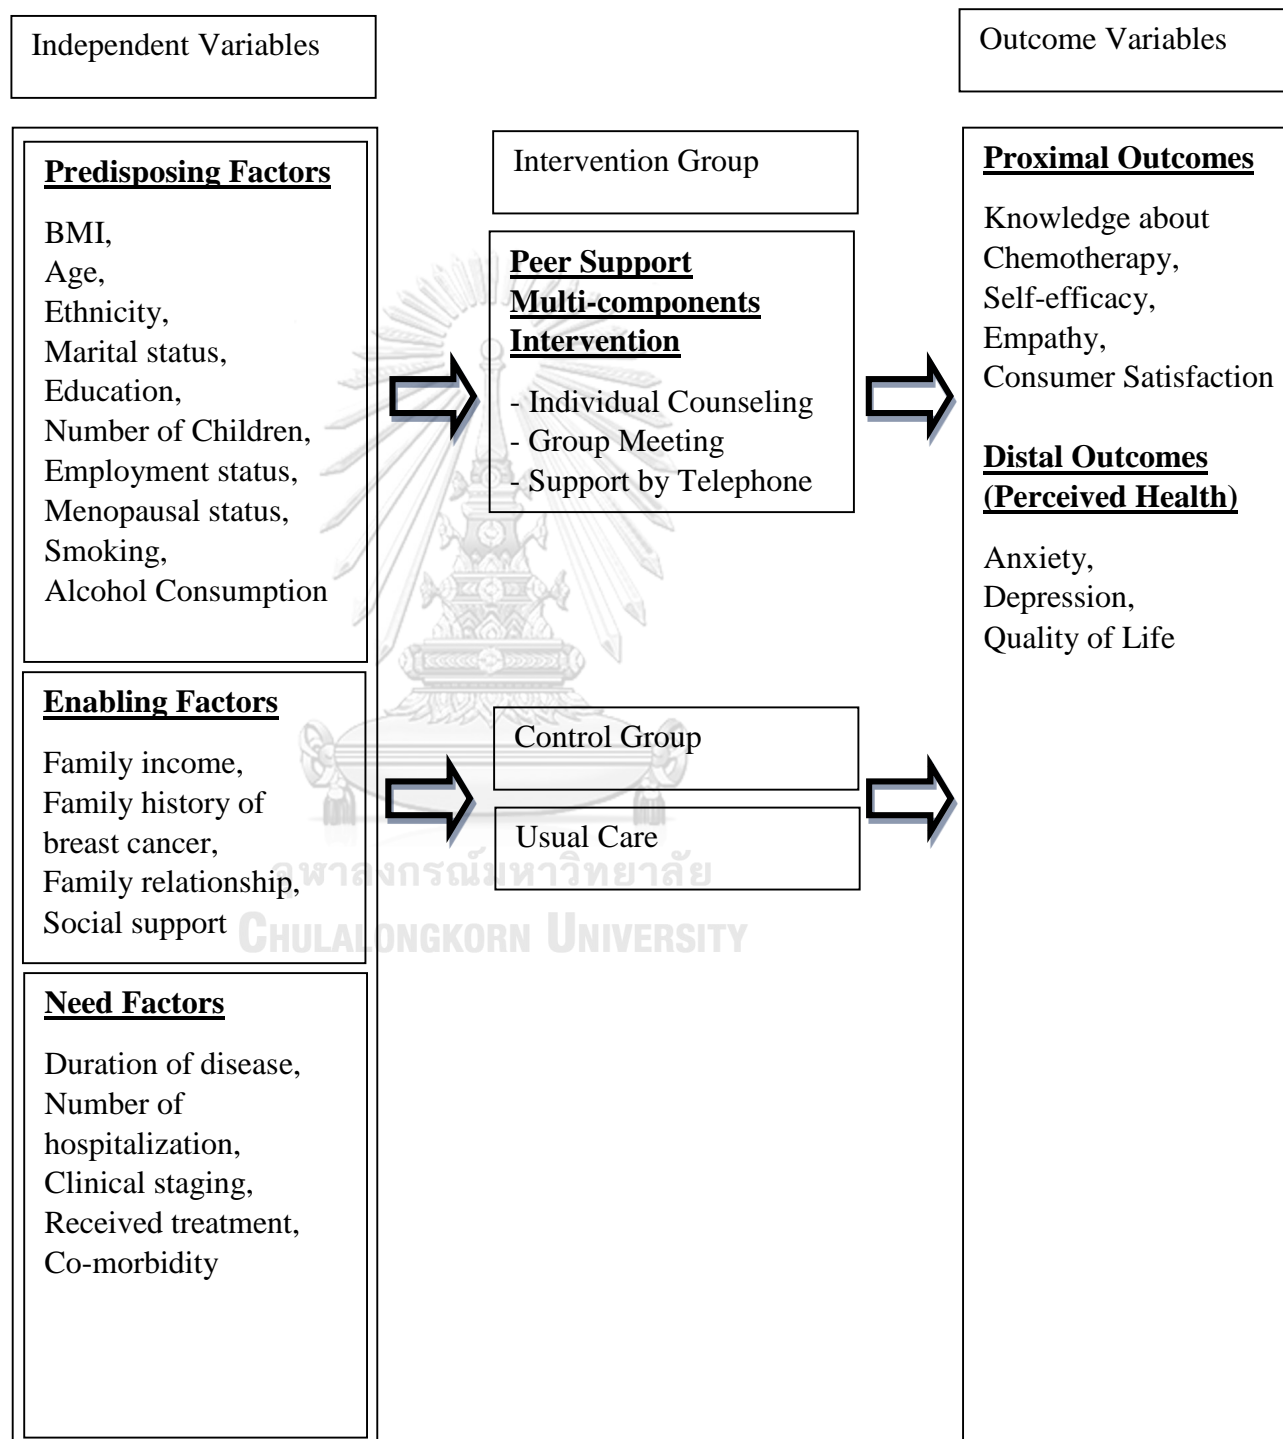 Independent Variables
Outcome Variables
Predisposing Factors
BMI,
Age,
Ethnicity,
Marital status,
Education,
Number of Children,
Employment status,
Menopausal status,
Smoking,
Alcohol Consumption
Enabling Factors
Family income,
Family history of
breast cancer,
Family relationship,
Social support
Need Factors
Duration of disease,
Number of
hospitalization,
Clinical staging,
Received treatment,
Co-morbidity
Intervention Group
Peer Support
Multi-components
Intervention
- Individual Counseling
- Group Meeting
- Support by Telephone
Control Group
Usual Care
Proximal Outcomes
Knowledge about
Chemotherapy,
Self-efficacy,
Empathy,
Consumer Satisfaction
Distal Outcomes
(Perceived Health)
Anxiety,
Depression,
Quality of Life
จุฬาลงกรณ์มหาวิทยาลัย
CHULALONGKORN UNIVERSITY